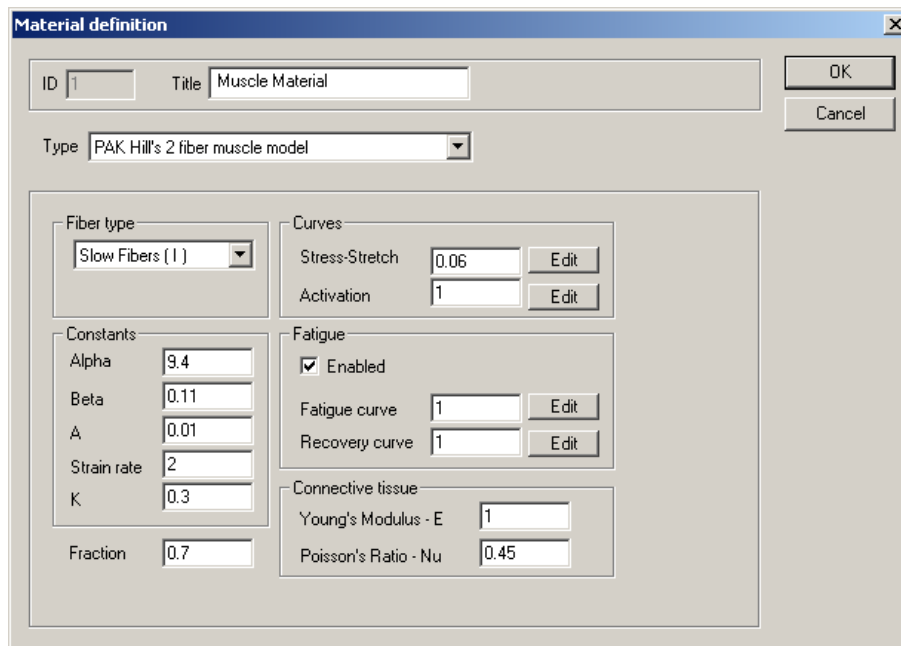 Material definition
ID 1 Title Muscle Material
OK
Cancel
Type PAK Hill's 2 fiber muscle model
Fiber type
Slow Fibers ( I )
Curves
Stress-Stretch 0.06 Edit
Activation 1 Edit
Constants
Alpha 9.4
Beta 0.11
A 0.01
Strain rate 2
K 0.3
Fatigue
Enabled
Fatigue curve 1 Edit
Recovery curve 1 Edit
Fraction 0.7
Connective tissue
Young's Modulus - E 1
Poisson's Ratio - Nu 0.45